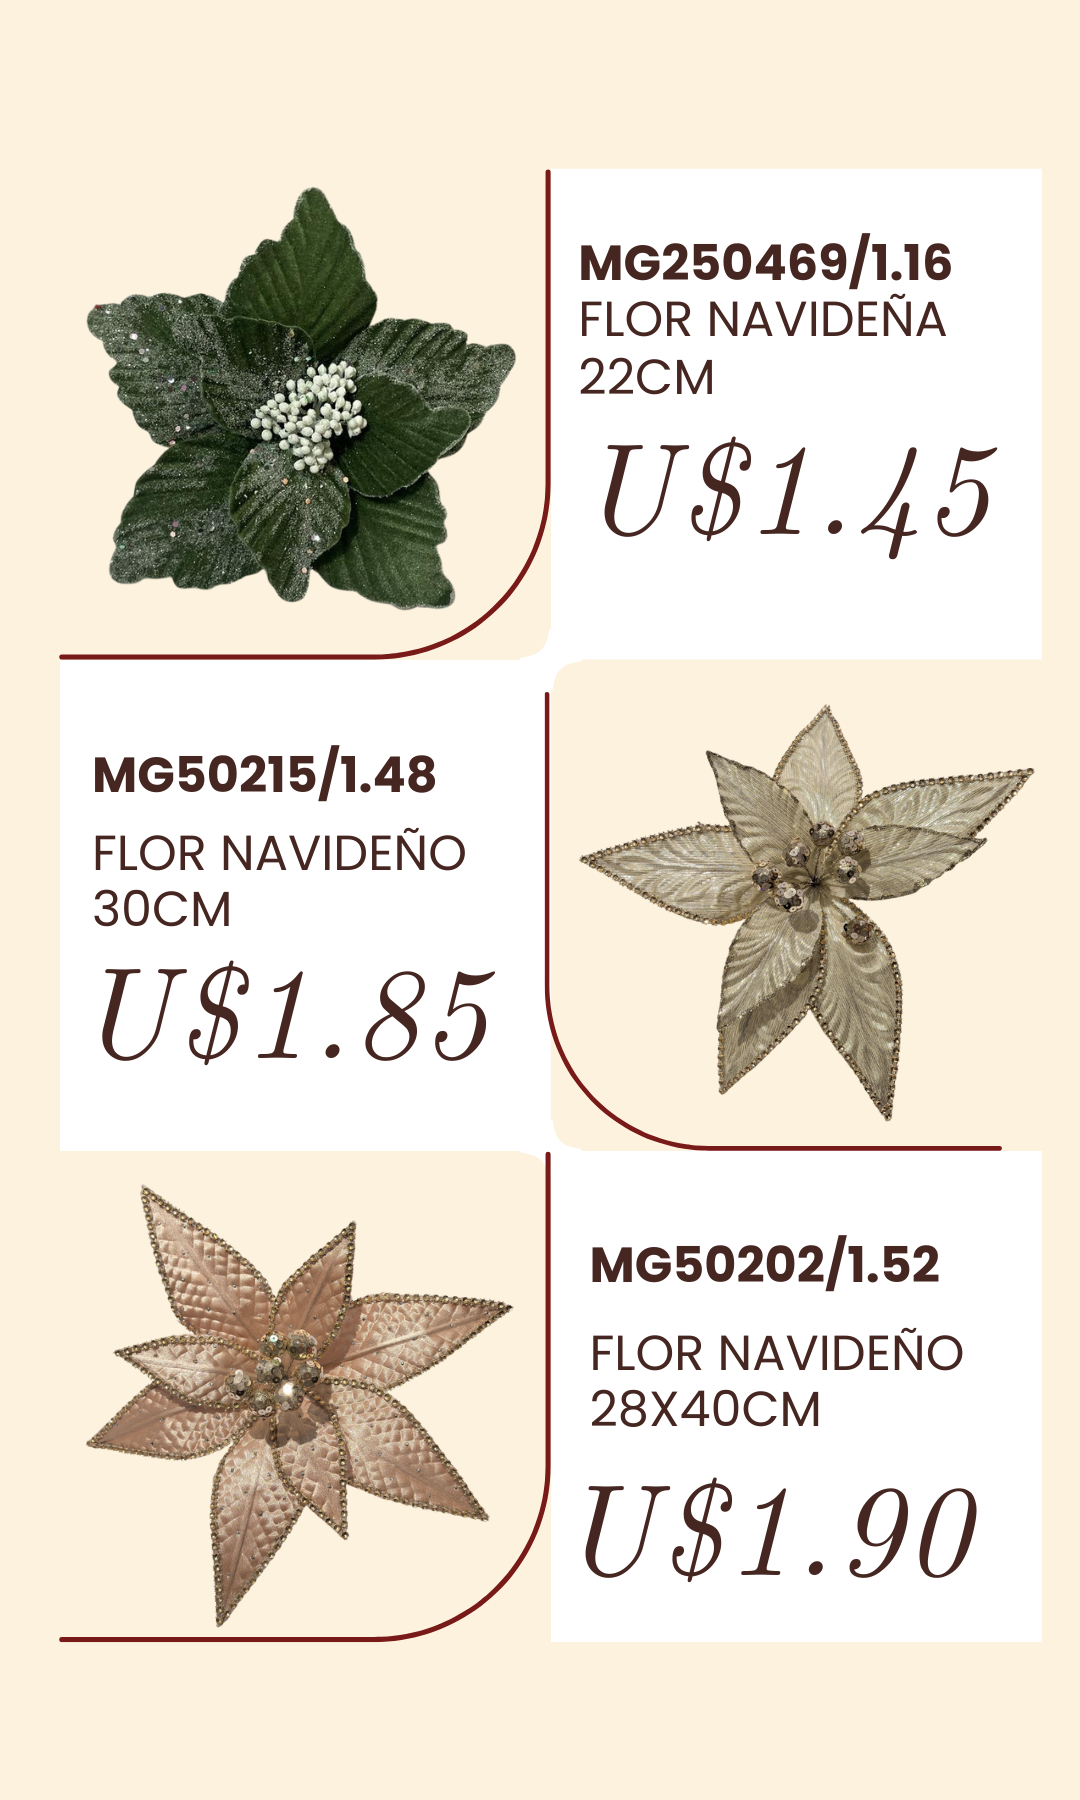 MG250469/1.16
FLOR NAVIDEÑA
22CM
U$1.45
MG50215/1.48
FLOR NAVIDEÑO
30CM
U$1.85
MG50202/1.52
FLOR NAVIDEÑO
28X40CM
U$1.90